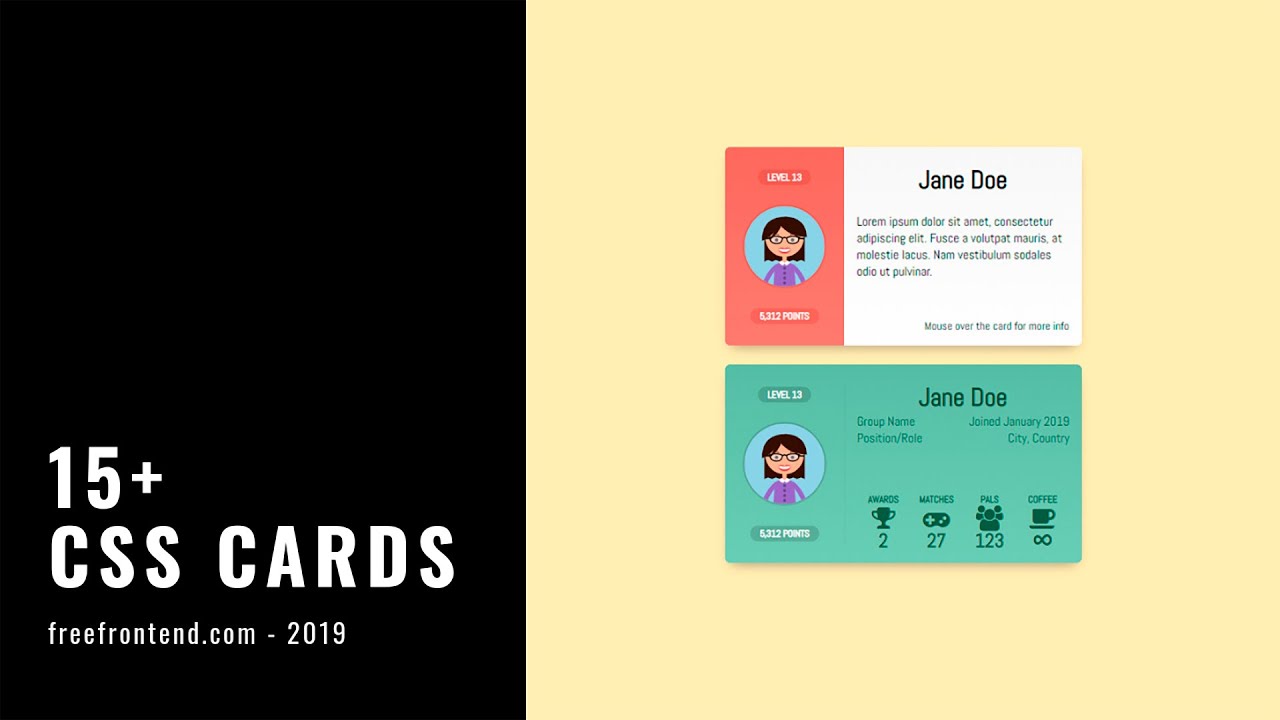 15+
CSS CARDS
freefrontend.com - 2019
LEVEL 13
5,312 POINTS
Jane Doe
Lorem ipsum dolor sit amet, consectetur
adipiscing elit. Fusce a volutpat mauris, at
molestie lacus. Nam vestibulum sodales
odio ut pulvinar.
Mouse over the card for more info
LEVEL 13
5,312 POINTS
Jane Doe
Group Name Joined January 2019
Position/Role City, Country
AWARDS MATCHES PALS COFFEE
2 27 123 ∞